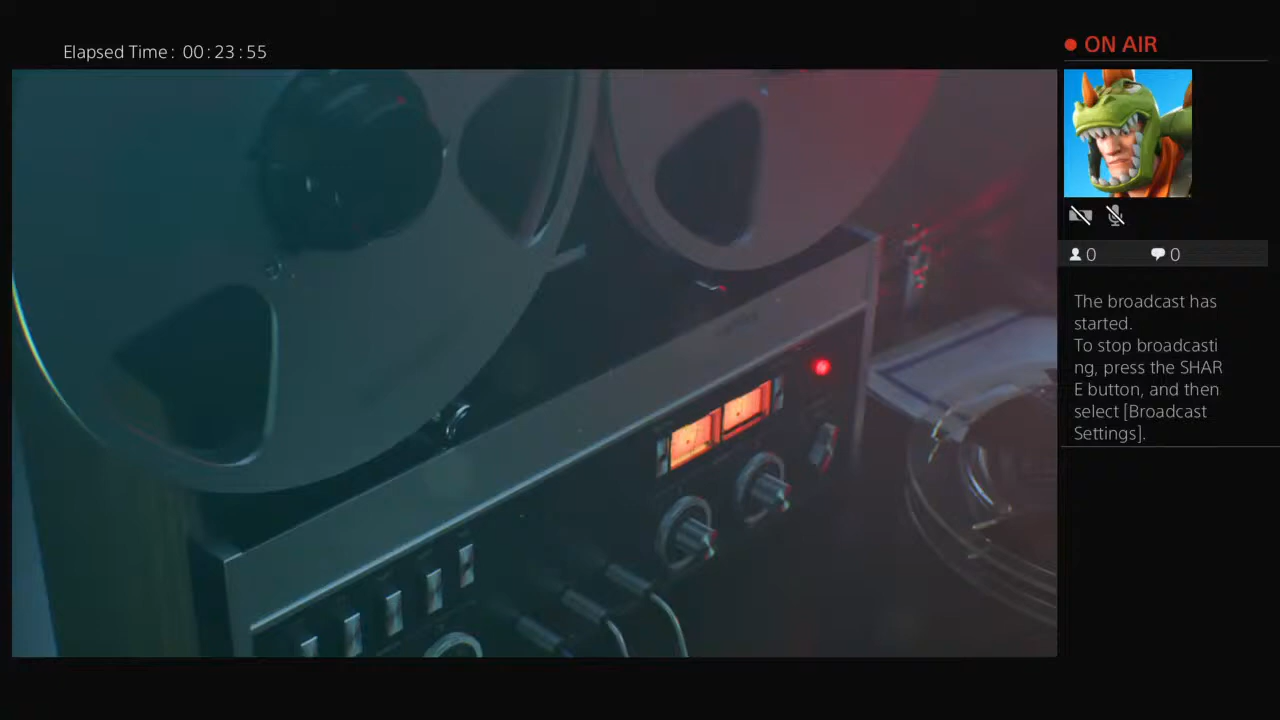 Elapsed Time: 00:23:55
ON AIR
0 0
The broadcast has
started.
To stop broadcasti
ng, press the SHAR
E button, and then
select [Broadcast
Settings].